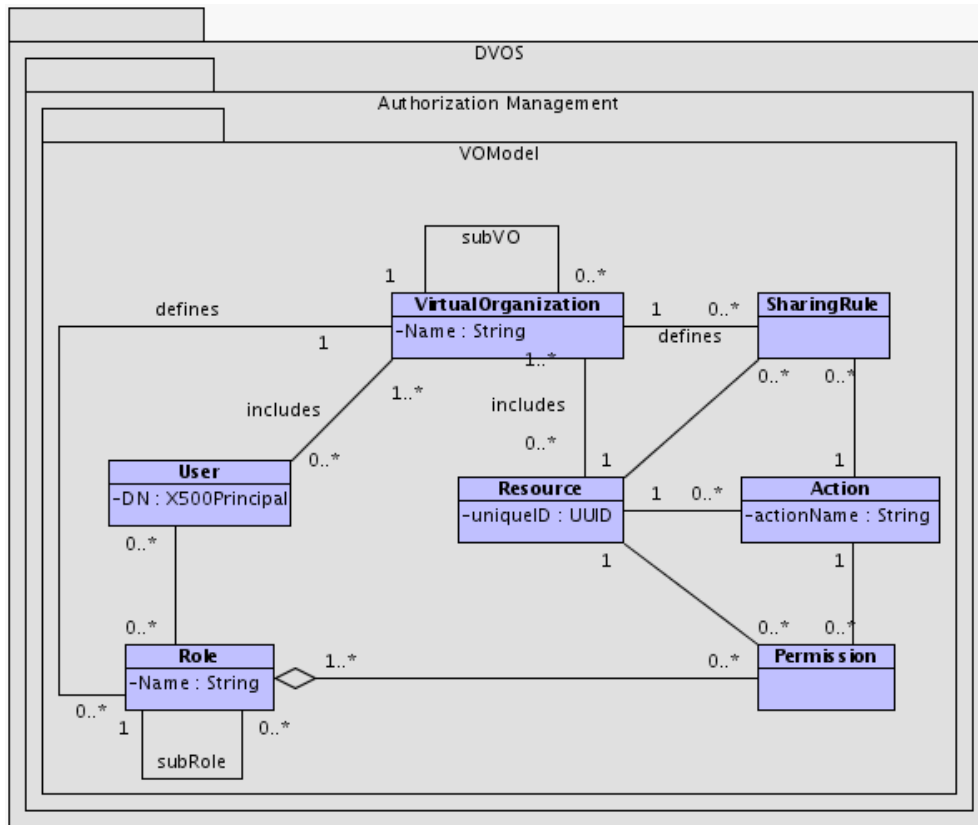 DVOS
Authorization Management
VOModel
subVO
1
0..*
defines
VirtualOrganization
-Name : String
1
0..*
SharingRule
1
defines
1..*
1..*
0..*
0..*
includes
includes
0..*
0..*
1
1
User
-DN : X500Principal
Resource
-uniqueID : UUID
1
0..*
Action
-actionName : String
0..*
1
1
0..*
0..*
0..*
Role
-Name : String
1..*
0..*
Permission
0..*
1
0..*
subRole